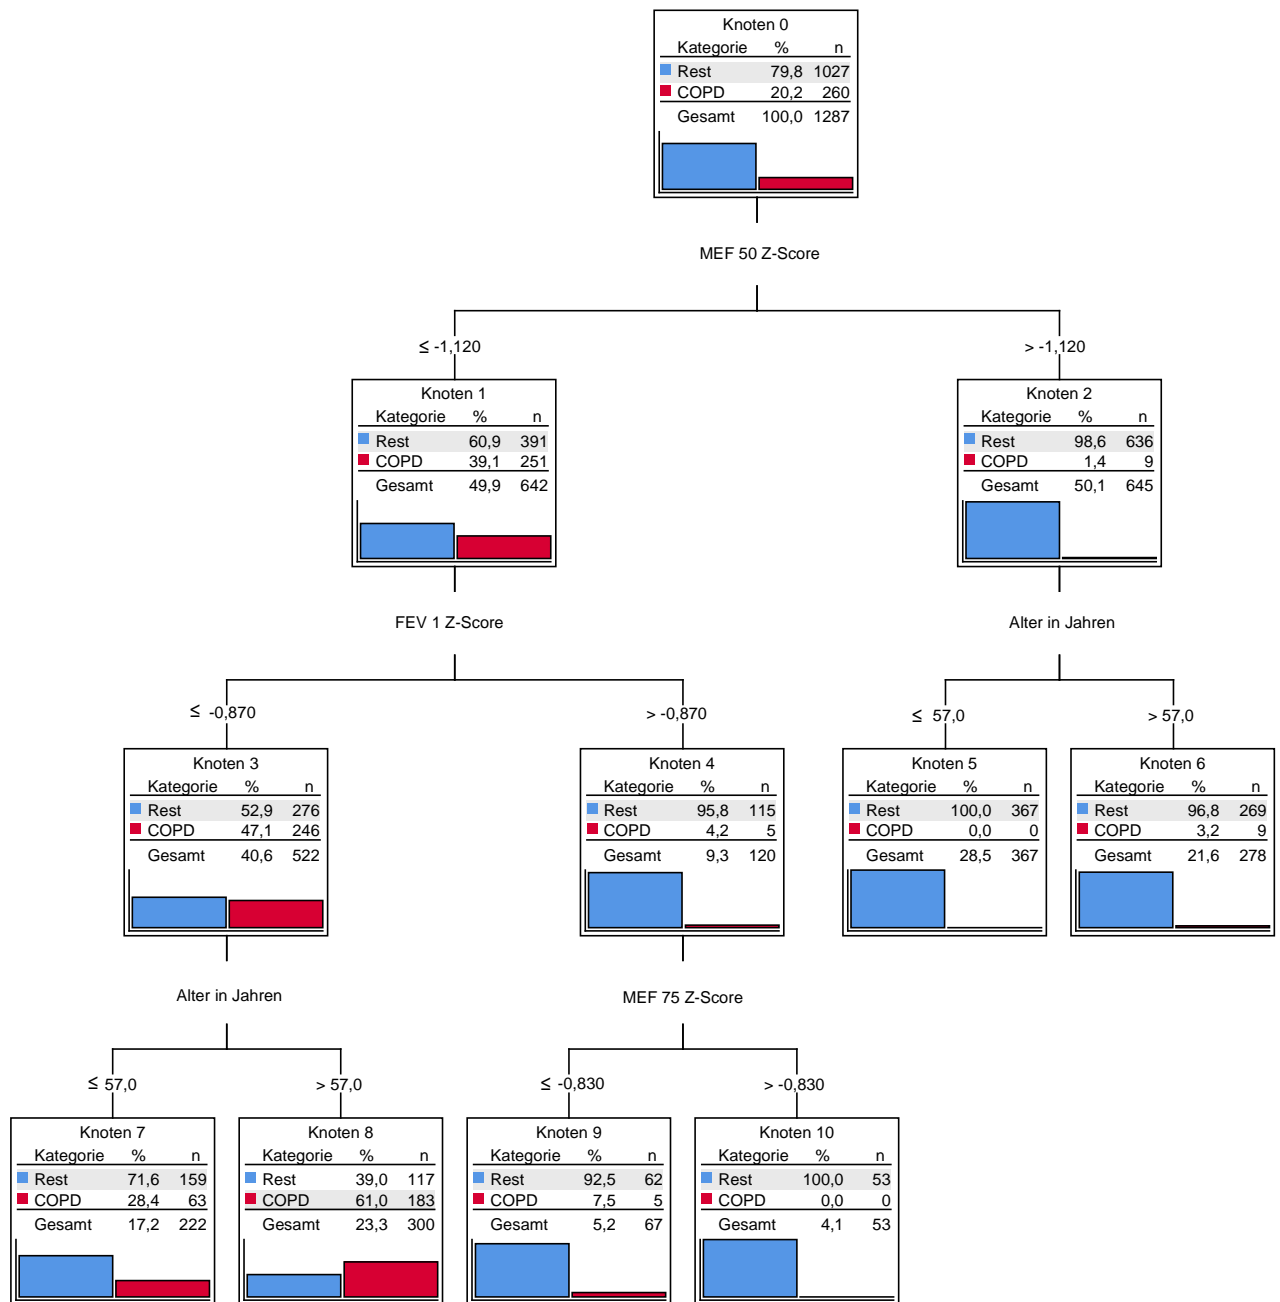 Knoten 0
Kategorie % n
Rest 79,8 1027
COPD 20,2 260
Gesamt 100,0 1287
MEF 50 Z-Score
≤ -1,120
> -1,120
Knoten 1
Kategorie % n
Rest 60,9 391
COPD 39,1 251
Gesamt 49,9 642
Knoten 2
Kategorie % n
Rest 98,6 636
COPD 1,4 9
Gesamt 50,1 645
FEV 1 Z-Score
Alter in Jahren
≤ -0,870
> -0,870
≤ 57,0
> 57,0
Knoten 3
Kategorie % n
Rest 52,9 276
COPD 47,1 246
Gesamt 40,6 522
Knoten 4
Kategorie % n
Rest 95,8 115
COPD 4,2 5
Gesamt 9,3 120
Knoten 5
Kategorie % n
Rest 100,0 367
COPD 0,0 0
Gesamt 28,5 367
Knoten 6
Kategorie % n
Rest 96,8 269
COPD 3,2 9
Gesamt 21,6 278
Alter in Jahren
MEF 75 Z-Score
≤ 57,0
> 57,0
≤ -0,830
> -0,830
Knoten 7
Kategorie % n
Rest 71,6 159
COPD 28,4 63
Gesamt 17,2 222
Knoten 8
Kategorie % n
Rest 39,0 117
COPD 61,0 183
Gesamt 23,3 300
Knoten 9
Kategorie % n
Rest 92,5 62
COPD 7,5 5
Gesamt 5,2 67
Knoten 10
Kategorie % n
Rest 100,0 53
COPD 0,0 0
Gesamt 4,1 53